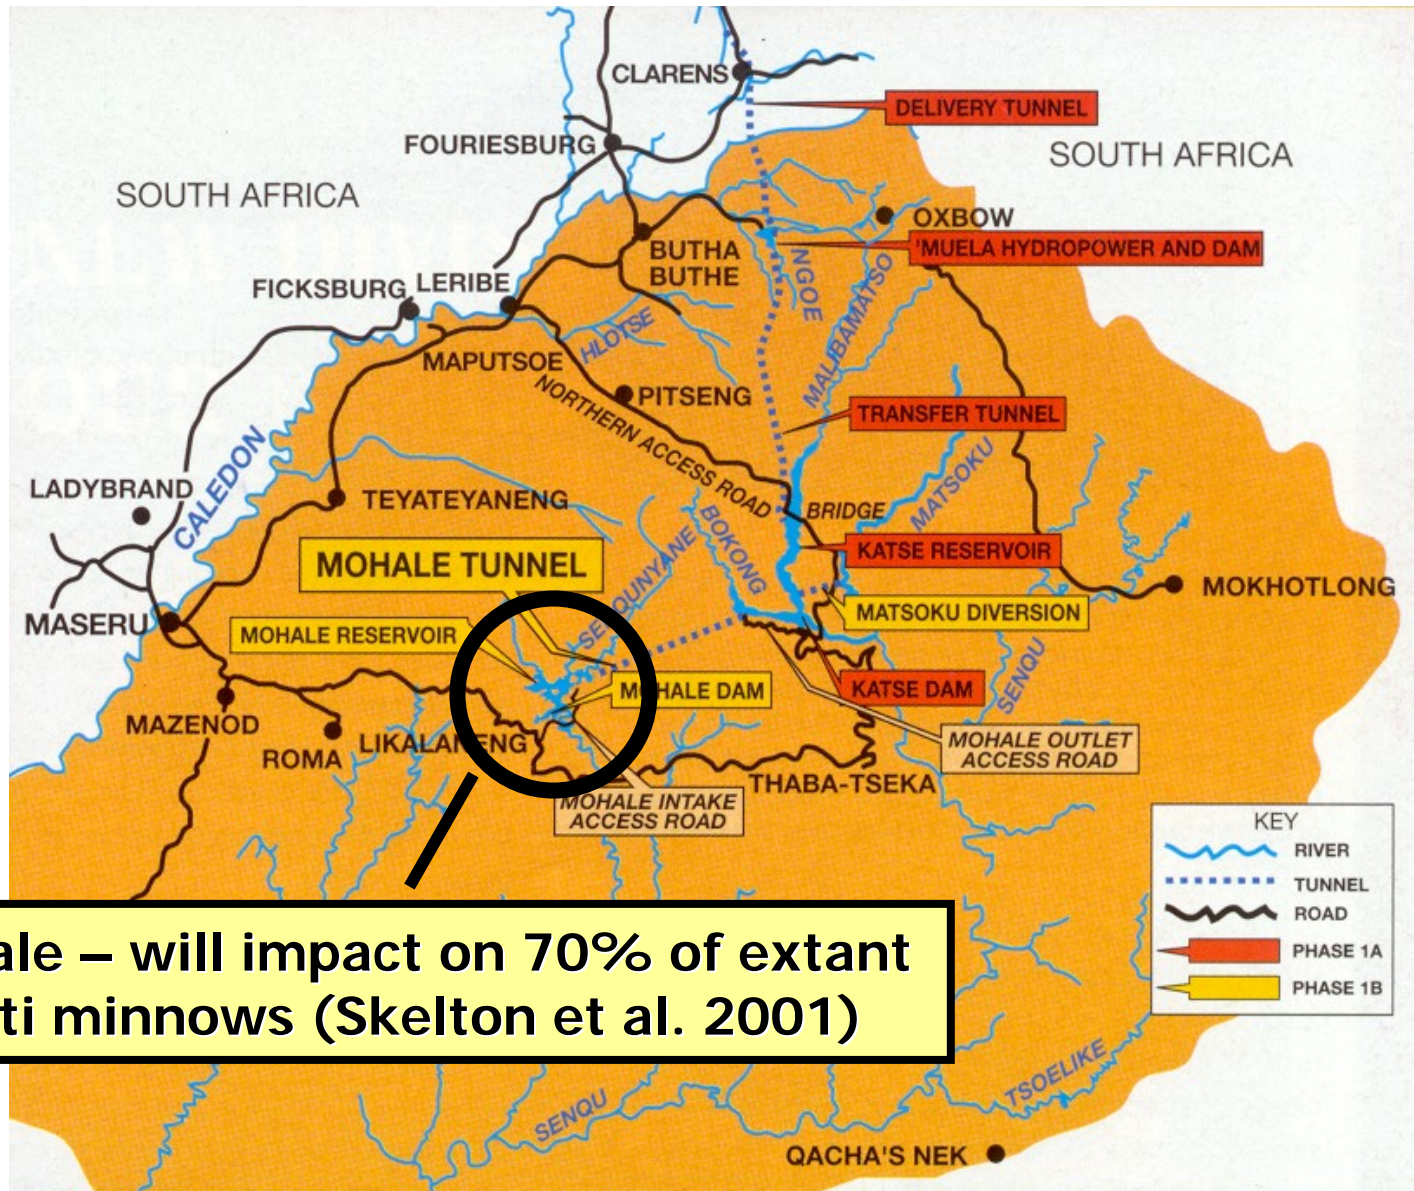 CLARENS
DELIVERY TUNNEL
FOURIESBURG
SOUTH AFRICA
SOUTH AFRICA
OXBOW
BUTHA
BUTHE
'MUELA HYDROPOWER AND DAM
NGOE
MALIBAMATSO
FICKSBURG
LERIBE
HLOTSE
MAPUTSOE
PITSENG
NORTHERN ACCESS ROAD
TRANSFER TUNNEL
CALEDON
LADYBRAND
TEYATEYANENG
BOKONG
BRIDGE
MATSOKU
MOHALE TUNNEL
KATSE RESERVOIR
MOKHOTLONG
MATSOKU DIVERSION
MASERU
MOHALE RESERVOIR
MOHALE DAM
KATSE DAM
SENQU
MAZENOD
ROMA
MOHALE OUTLET
ACCESS ROAD
THABA-TSEKA
MOHALE INTAKE
ACCESS ROAD
KEY
RIVER
TUNNEL
ROAD
PHASE 1A
PHASE 1B
ale – will impact on 70% of extant
ti minnows (Skelton et al. 2001)
SENQU
TSOELIKE
QACHA'S NEK